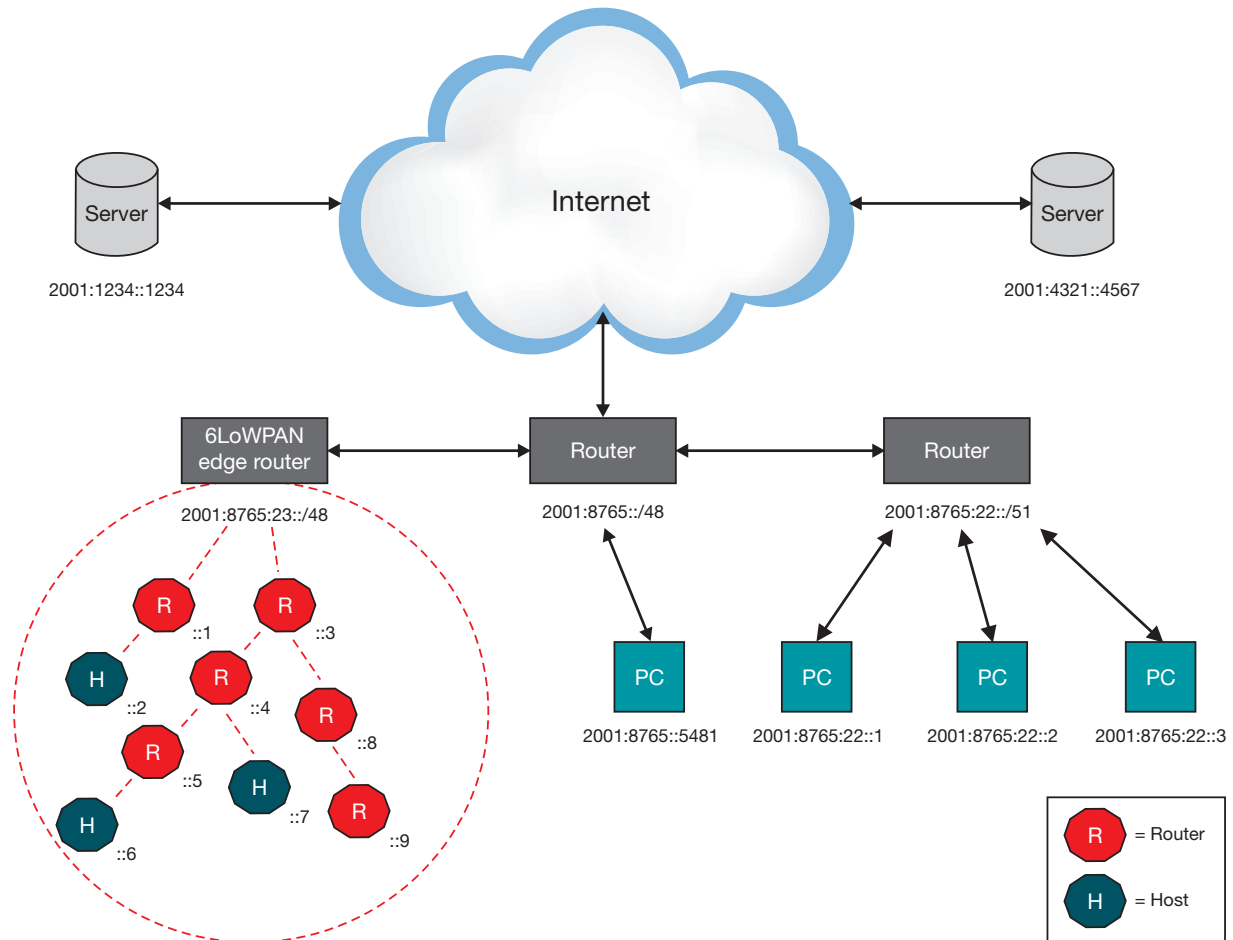 Internet
Server
Server
2001:1234::1234
2001:4321::4567
6LoWPAN
edge router
Router
Router
2001:8765:23::/48
2001:8765::/48
2001:8765:22::/51
R
::1
R
::3
H
::2
R
::4
R
::8
R
::5
H
::7
R
::9
H
::6
PC
PC
PC
PC
2001:8765::5481
2001:8765:22::1
2001:8765:22::2
2001:8765:22::3
R = Router
H = Host